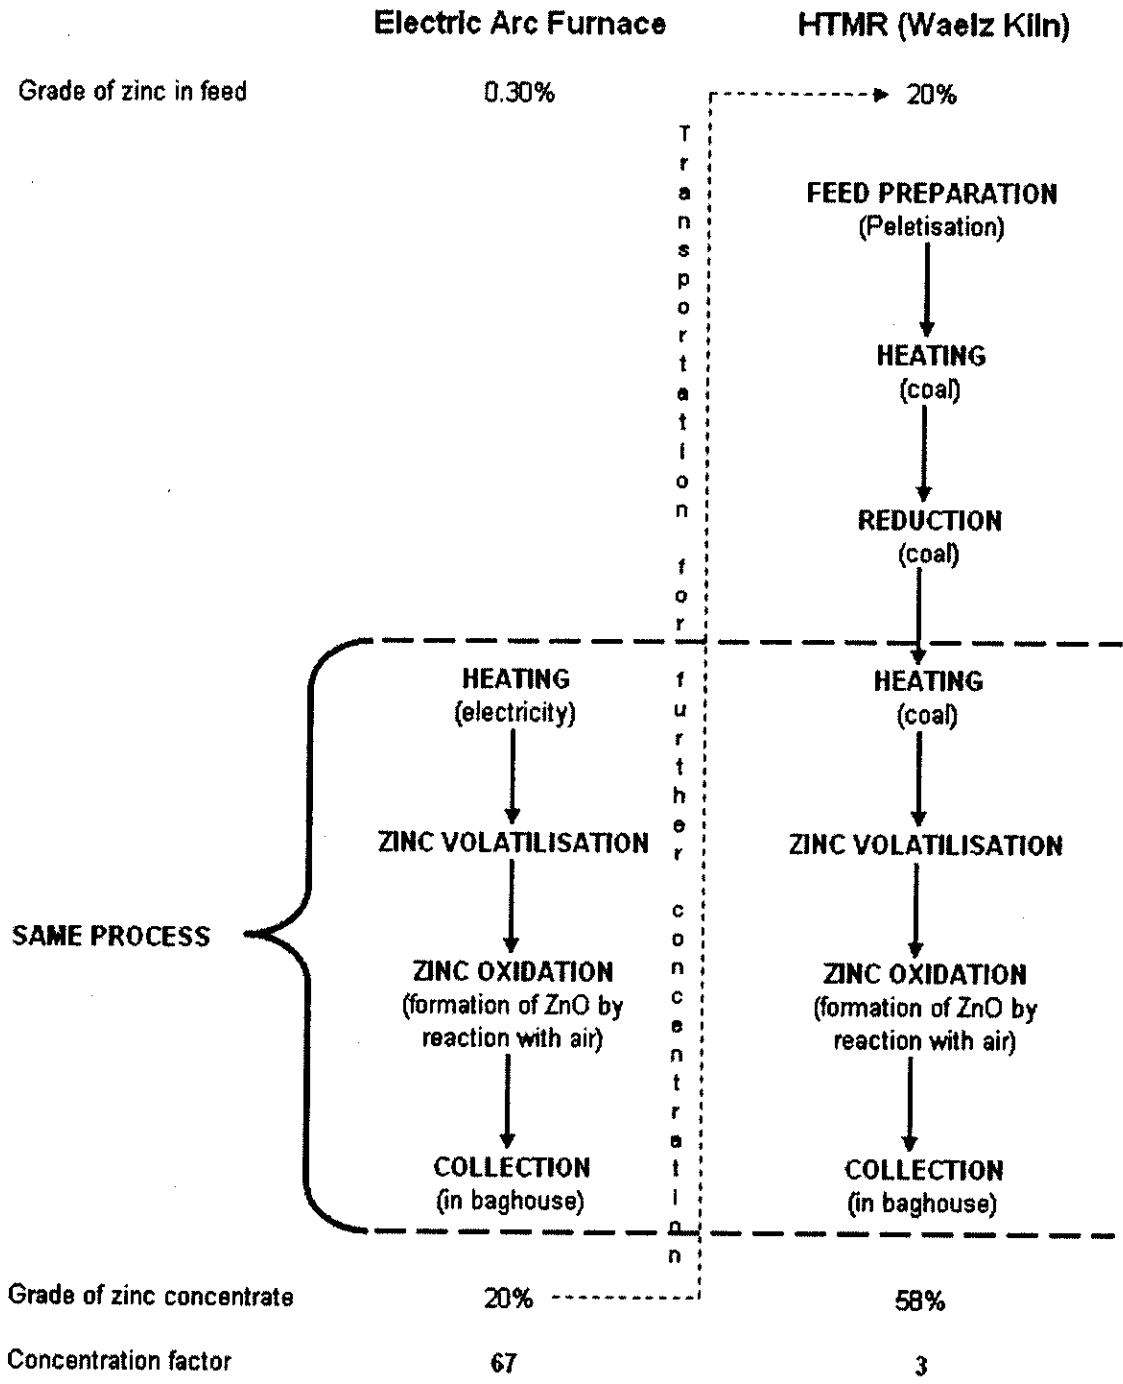 Electric Arc Furnace HTMR (Waelz Kiln)
Grade of zinc in feed 0.30% 20%
Transportation for further concentration
FEED PREPARATION
(Peletisation)
HEATING
(coal)
REDUCTION
(coal)
SAME PROCESS
HEATING
(electricity)
ZINC VOLATILISATION
ZINC OXIDATION
(formation of ZnO by
reaction with air)
COLLECTION
(in baghouse)
HEATING
(coal)
ZINC VOLATILISATION
ZINC OXIDATION
(formation of ZnO by
reaction with air)
COLLECTION
(in baghouse)
Grade of zinc concentrate 20% 58%
Concentration factor 67 3